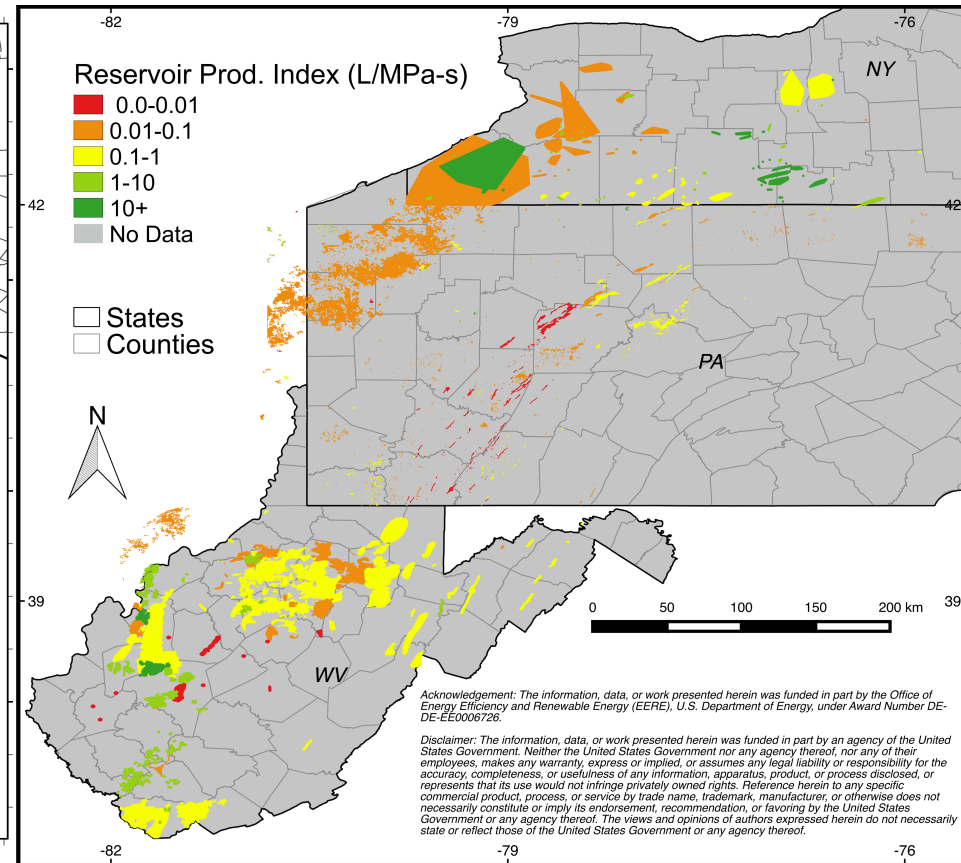 -82
-79
-76
Reservoir Prod. Index (L/MPa-s)
0.0-0.01
0.01-0.1
0.1-1
1-10
10+
No Data
States
Counties
NY
42
42
PA
N
39
39
0 50 100 150 200 km
WV
Acknowledgement: The information, data, or work presented herein was funded in part by the Office of
Energy Efficiency and Renewable Energy (EERE), U.S. Department of Energy, under Award Number DE-
DE-EE0006726.
Disclaimer: The information, data, or work presented herein was funded in part by an agency of the United
States Government. Neither the United States Government nor any agency thereof, nor any of their
employees, makes any warranty, express or implied, or assumes any legal liability or responsibility for the
accuracy, completeness, or usefulness of any information, apparatus, product, or process disclosed, or
represents that its use would not infringe privately owned rights. Reference herein to any specific
commercial product, process, or service by trade name, trademark, manufacturer, or otherwise does not
necessarily constitute or imply its endorsement, recommendation, or favoring by the United States
Government or any agency thereof. The views and opinions of authors expressed herein do not necessarily
state or reflect those of the United States Government or any agency thereof.
-82
-79
-76